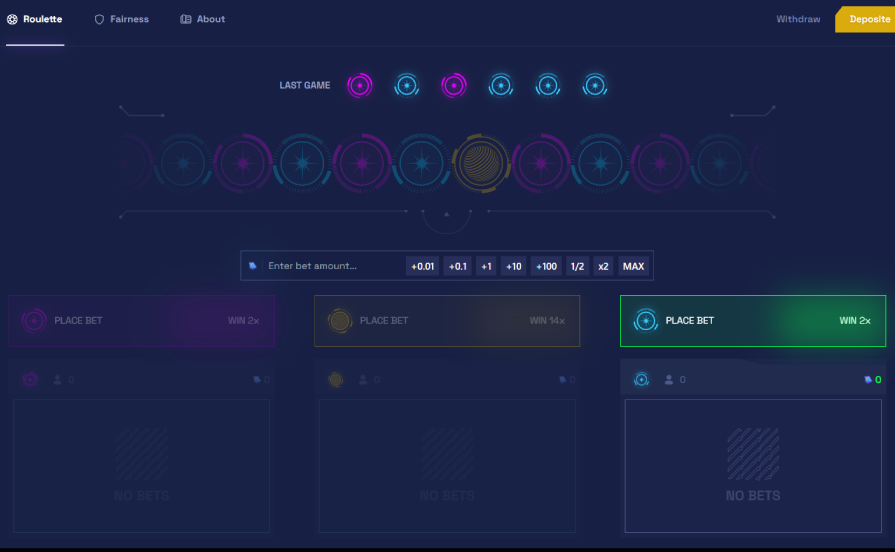 Roulette Fairness About Withdraw Deposite
LAST GAME
Enter bet amount... +0.01 +0.1 +1 +10 +100 1/2 x2 MAX
PLACE BET WIN 2x PLACE BET WIN 14x PLACE BET WIN 2x
0 0 0 0 0 0
NO BETS NO BETS NO BETS